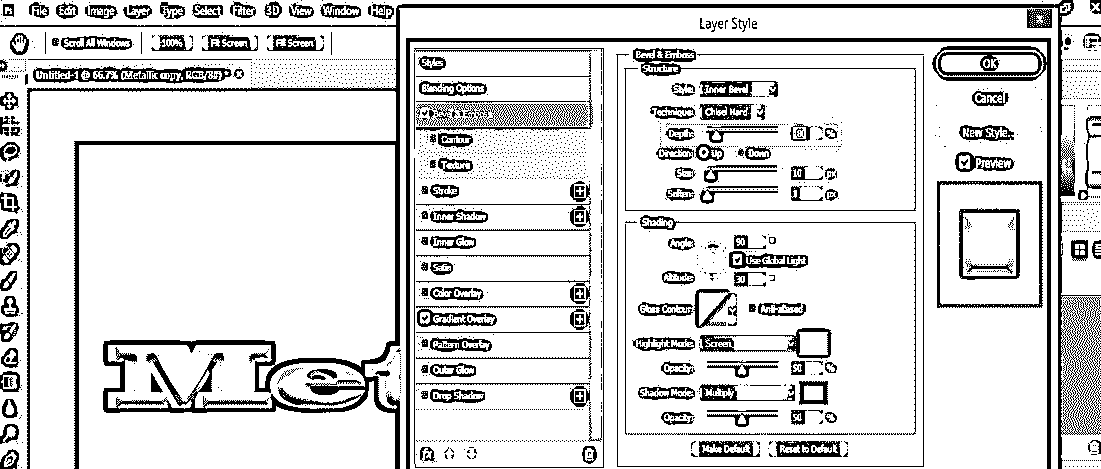 File Edit Image Layer Type Select Filter 3D View Window Help
Layer Style
Scroll All Windows 100% Fit Screen Fit Screen
Untitled-1 @ 66.7% (Metallic copy, RGB/8#) *
Styles
Blending Options
Bevel & Emboss
Contour
Texture
Stroke
Inner Shadow
Inner Glow
Satin
Color Overlay
Gradient Overlay
Pattern Overlay
Outer Glow
Drop Shadow
fx
Bevel & Emboss
Structure
Style: Inner Bevel
Technique: Chisel Hard
Depth: %
Direction: Up Down
Size: 10 px
Soften: px
Shading
Angle: 90 °
Use Global Light
Altitude: 30 °
Gloss Contour: Anti-aliased
Highlight Mode: Screen
Opacity: 50 %
Shadow Mode: Multiply
Opacity: 50 %
Make Default Reset to Default
OK
Cancel
New Style...
Preview
Met